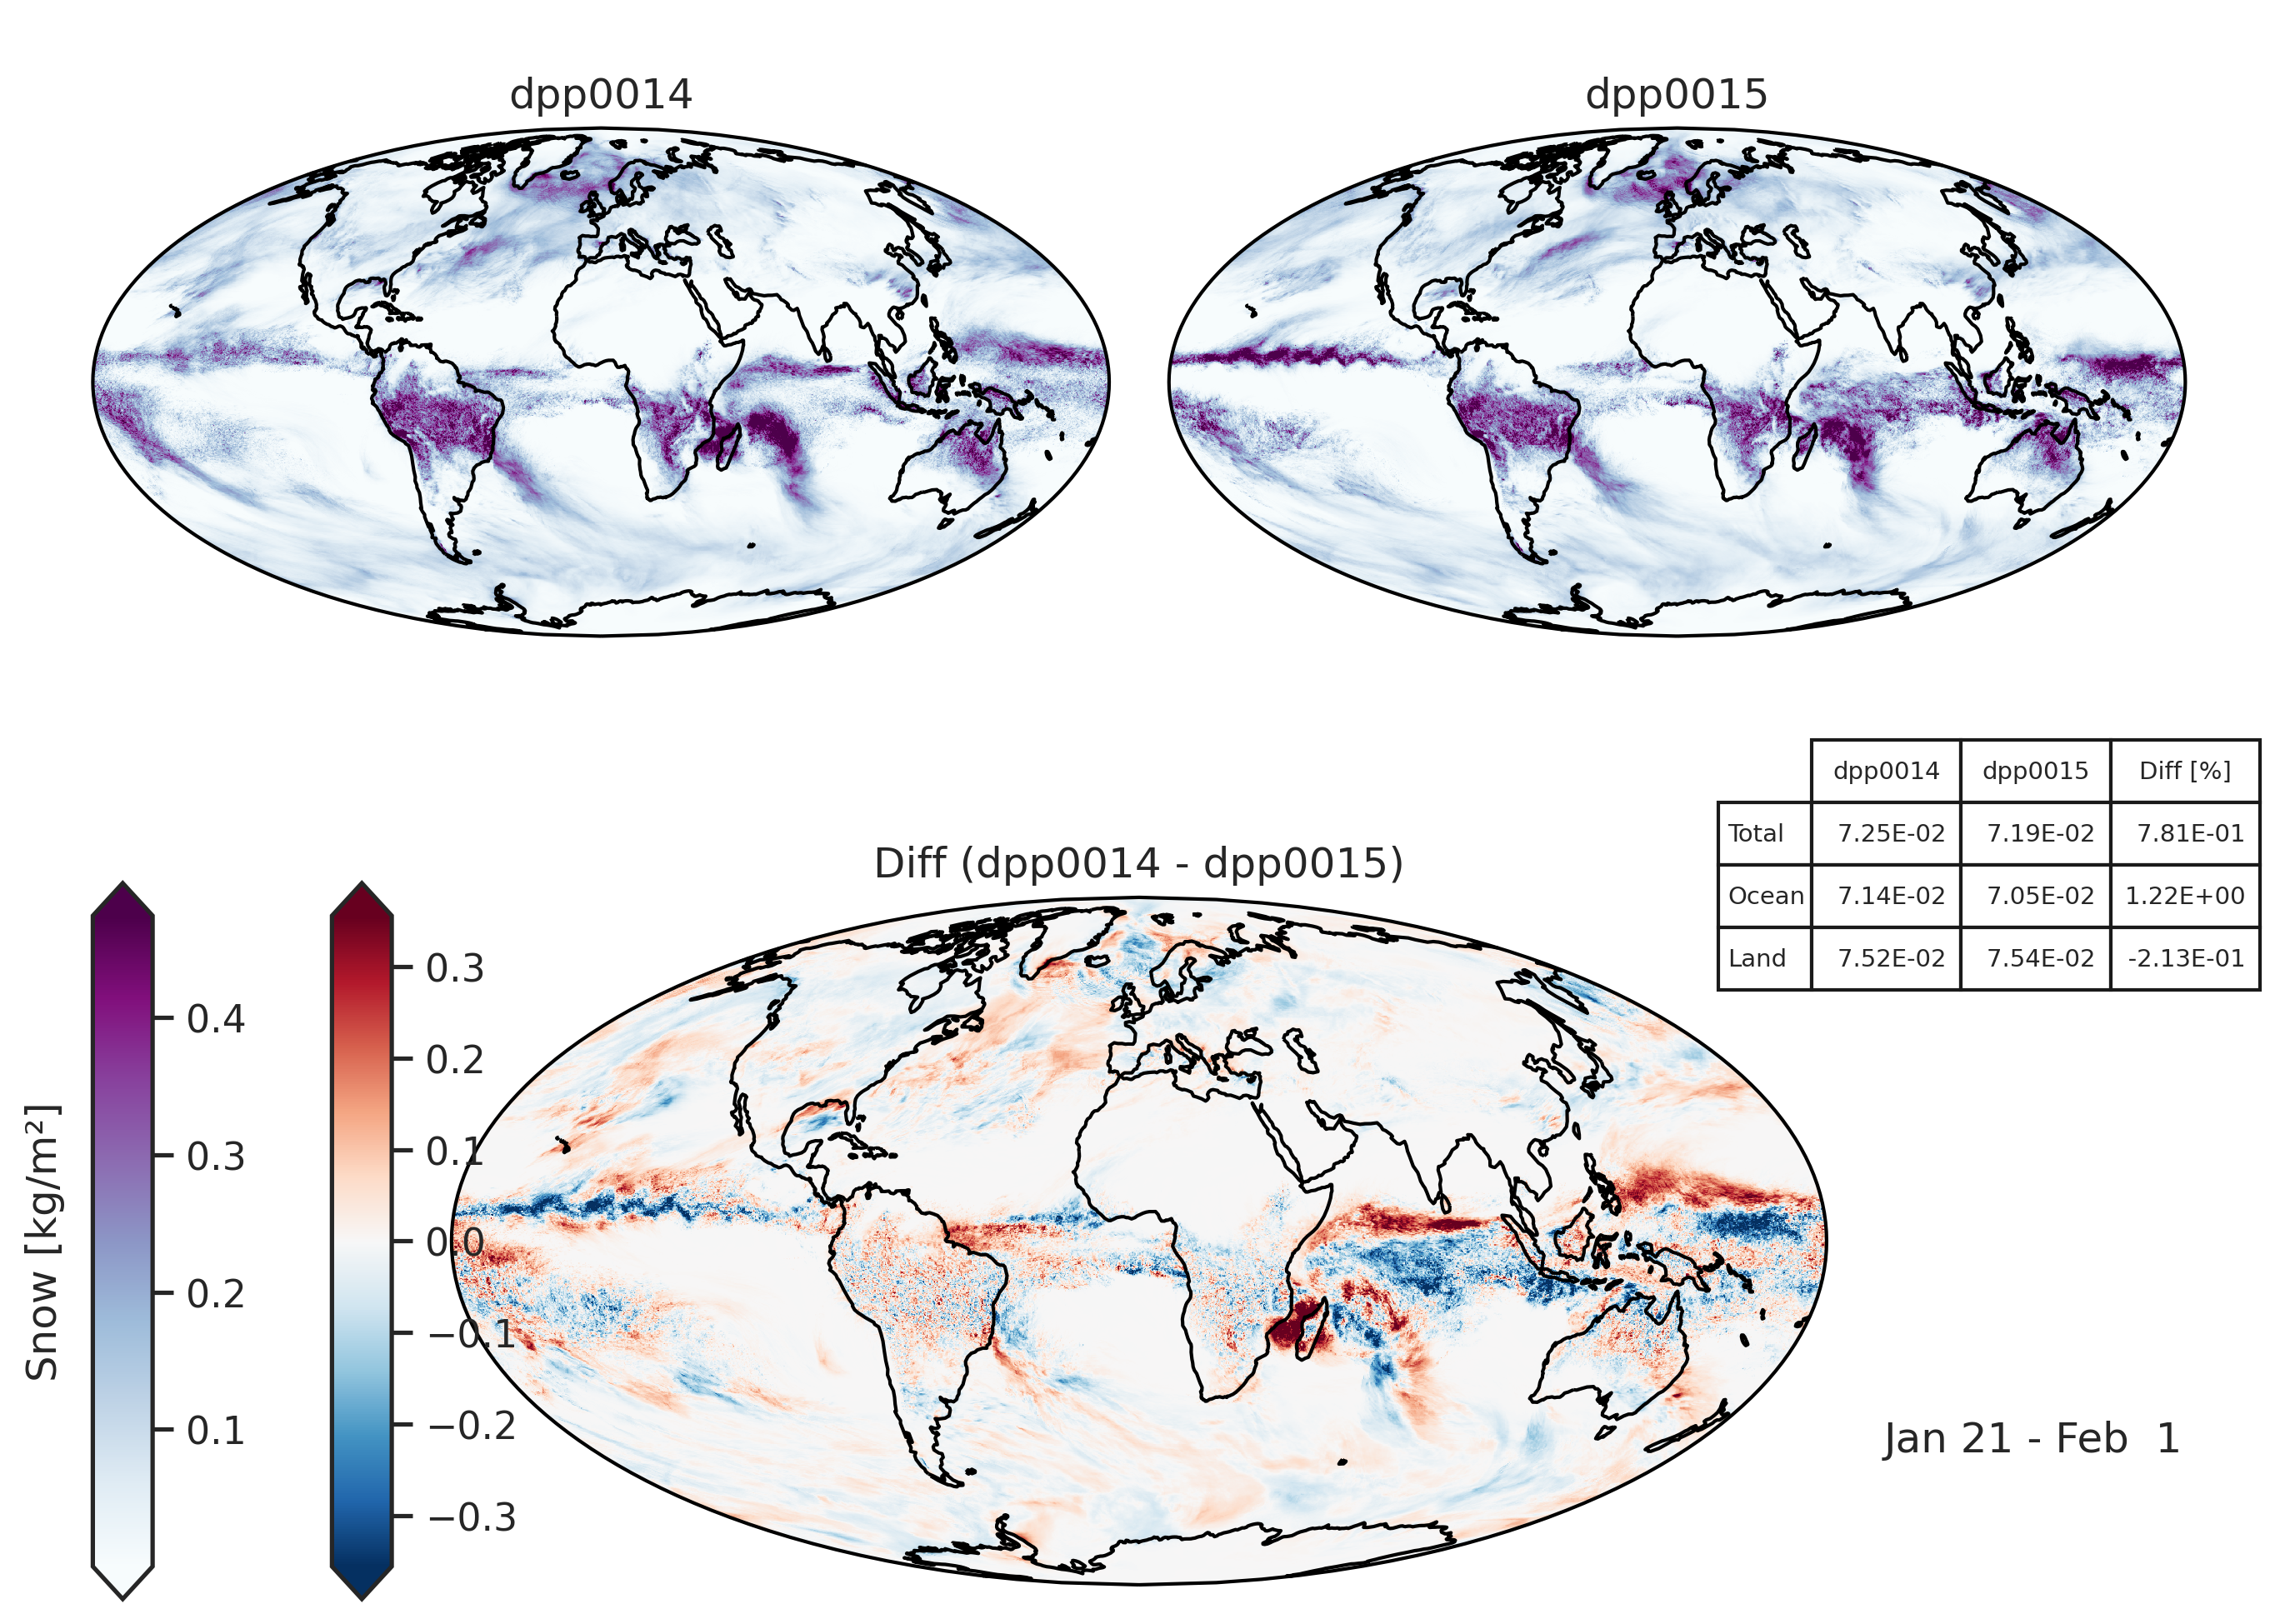 dpp0014
dpp0015
dpp0014 dpp0015 Diff [%]
Total 7.25E-02 7.19E-02 7.81E-01
Ocean 7.14E-02 7.05E-02 1.22E+00
Land 7.52E-02 7.54E-02 -2.13E-01
Diff (dpp0014 - dpp0015)
Snow [kg/m²]
0.4
0.3
0.2
0.1
0.3
0.2
0.1
0.0
−0.1
−0.2
−0.3
Jan 21 - Feb  1